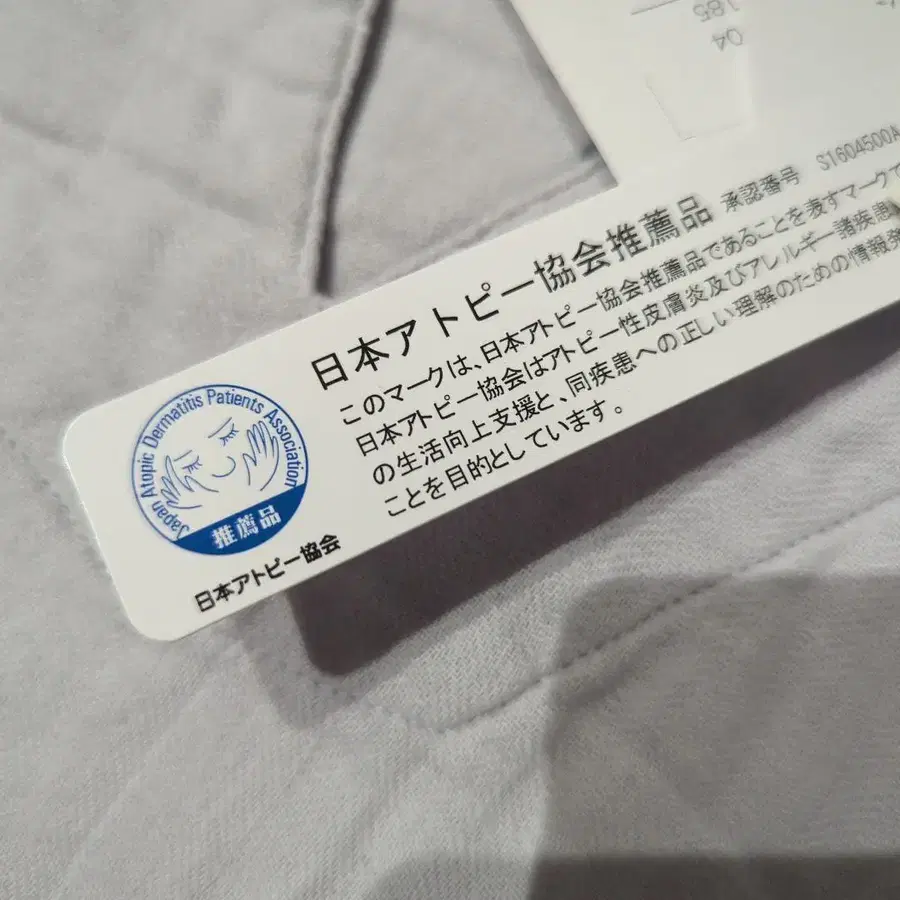 185
04
日本アトピー協会推薦品 承認番号 S1604500A
このマークは、日本アトピー協会推薦品であることを表すマークで
日本アトピー協会はアトピー性皮膚炎及びアレルギー諸疾患
の生活向上支援と、同疾患への正しい理解のための情報発
ことを目的としています。
Japan Atopic Dermatitis Patients Association
推薦品
日本アトピー協会